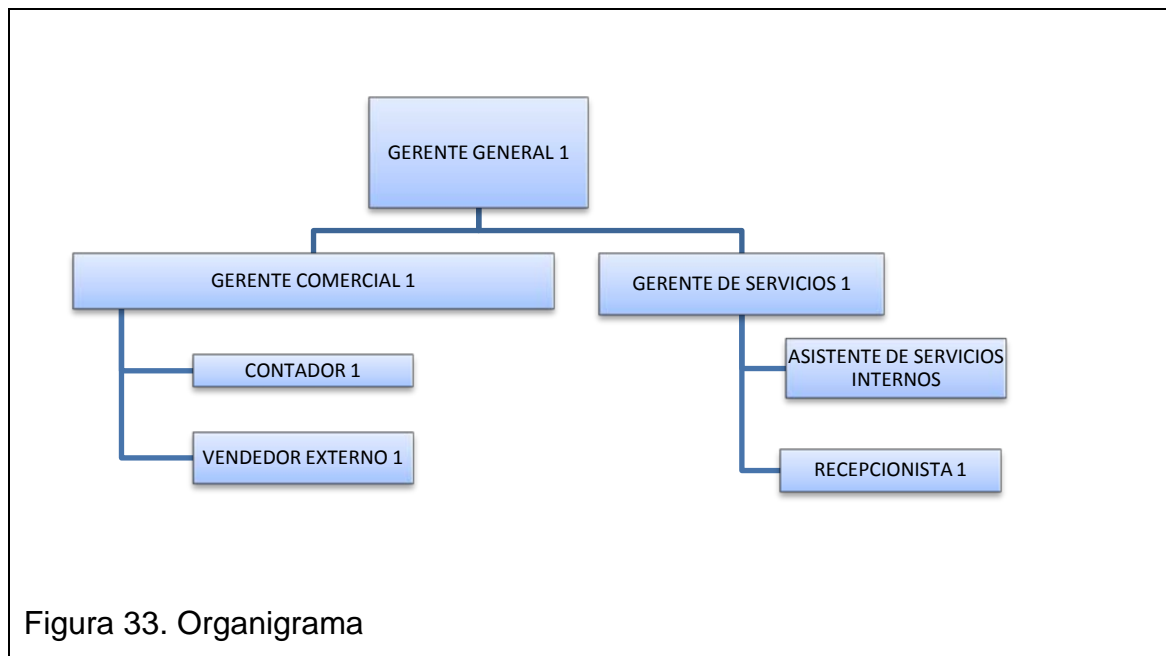 GERENTE GENERAL 1
GERENTE COMERCIAL 1
GERENTE DE SERVICIOS 1
CONTADOR 1
VENDEDOR EXTERNO 1
ASISTENTE DE SERVICIOS
INTERNOS
RECEPCIONISTA 1
Figura 33. Organigrama